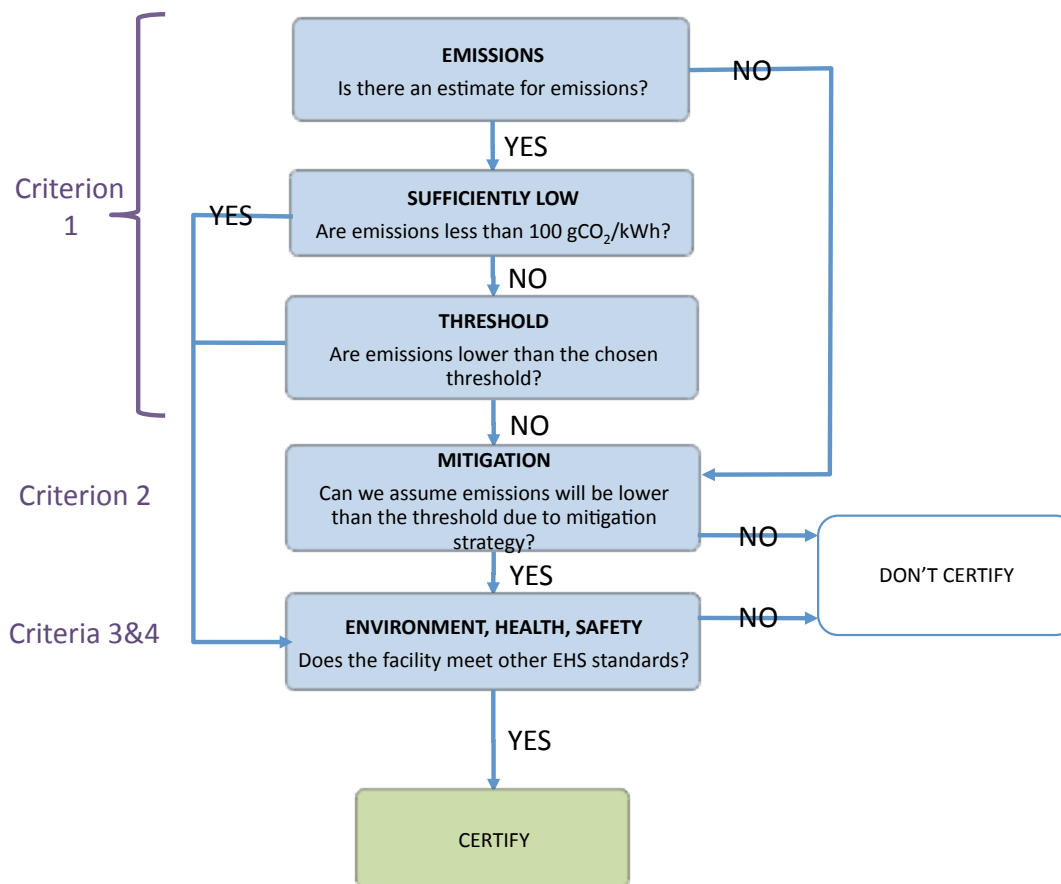 EMISSIONS
Is there an estimate for emissions?
NO
YES
Criterion
1
SUFFICIENTLY LOW
Are emissions less than 100 gCO₂/kWh?
YES
NO
THRESHOLD
Are emissions lower than the chosen
threshold?
NO
Criterion 2
MITIGATION
Can we assume emissions will be lower
than the threshold due to mitigation
strategy?
NO
YES
DON’T CERTIFY
Criteria 3&4
ENVIRONMENT, HEALTH, SAFETY
Does the facility meet other EHS standards?
NO
YES
CERTIFY